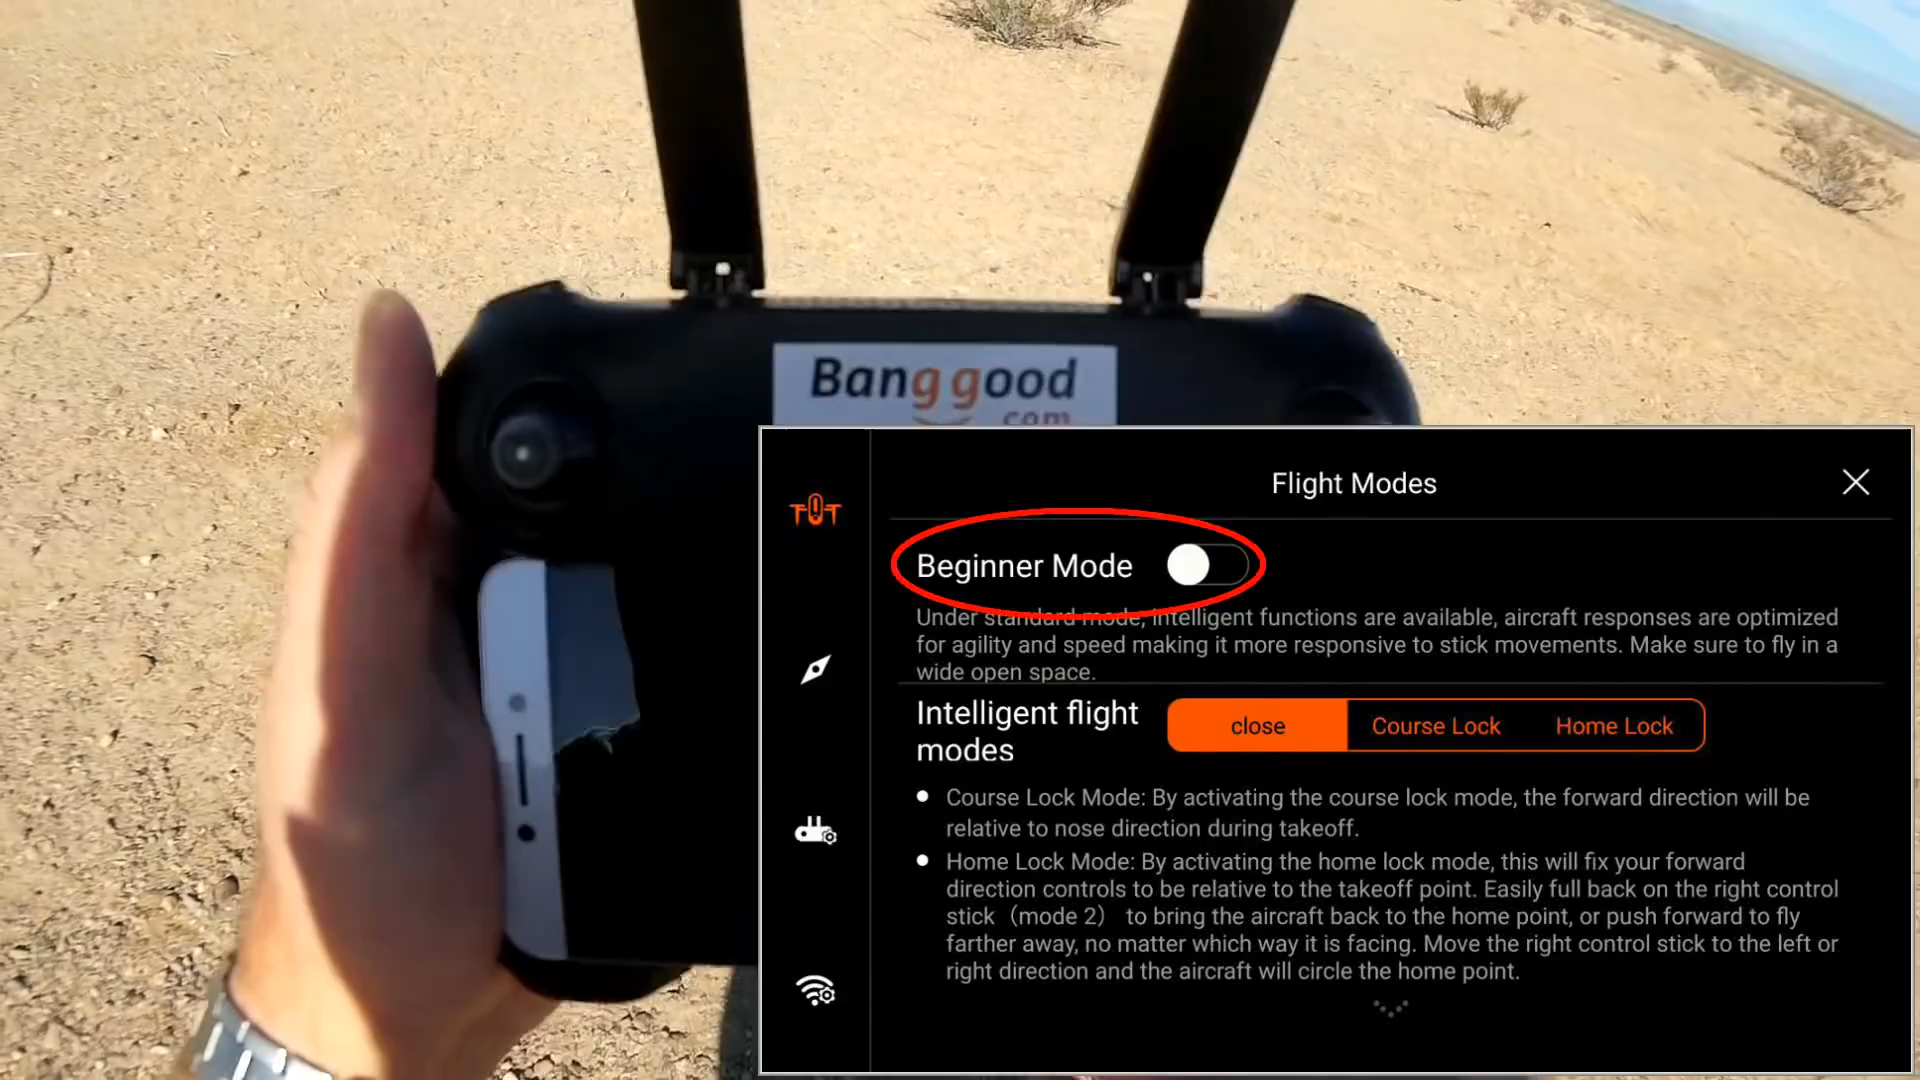 Banggood
.com
Flight Modes
Beginner Mode
Under standard mode, intelligent functions are available, aircraft responses are optimized
for agility and speed making it more responsive to stick movements. Make sure to fly in a
wide open space.
Intelligent flight
modes
close
Course Lock
Home Lock
Course Lock Mode: By activating the course lock mode, the forward direction will be
relative to nose direction during takeoff.
Home Lock Mode: By activating the home lock mode, this will fix your forward
direction controls to be relative to the takeoff point. Easily full back on the right control
stick（mode 2） to bring the aircraft back to the home point, or push forward to fly
farther away, no matter which way it is facing. Move the right control stick to the left or
right direction and the aircraft will circle the home point.